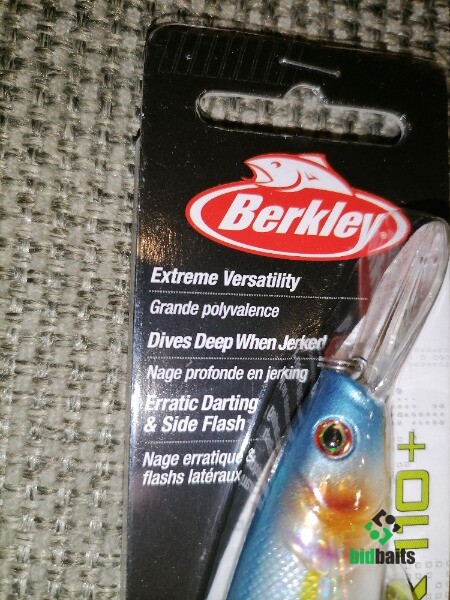 Berkley
Extreme Versatility
Grande polyvalence
Dives Deep When Jerked
Nage profonde en jerking
Erratic Darting
& Side Flash
Nage erratique &
flashs latéraux
110+
bidbaits